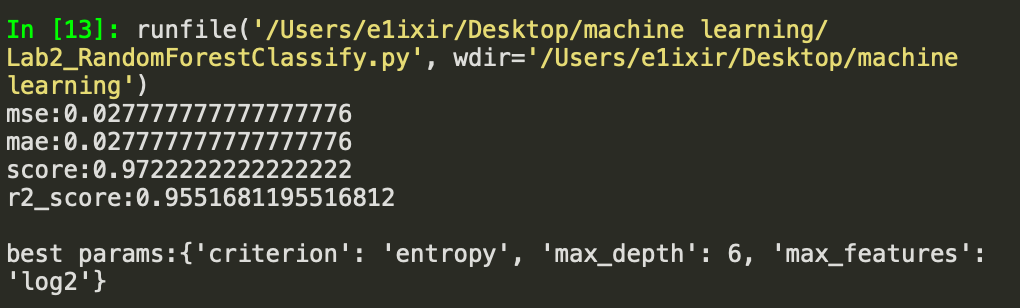 In [13]: runfile('/Users/e1ixir/Desktop/machine learning/
Lab2_RandomForestClassify.py', wdir='/Users/e1ixir/Desktop/machine
learning')
mse:0.027777777777777776
mae:0.027777777777777776
score:0.9722222222222222
r2_score:0.9551681195516812
best params:{'criterion': 'entropy', 'max_depth': 6, 'max_features':
'log2'}